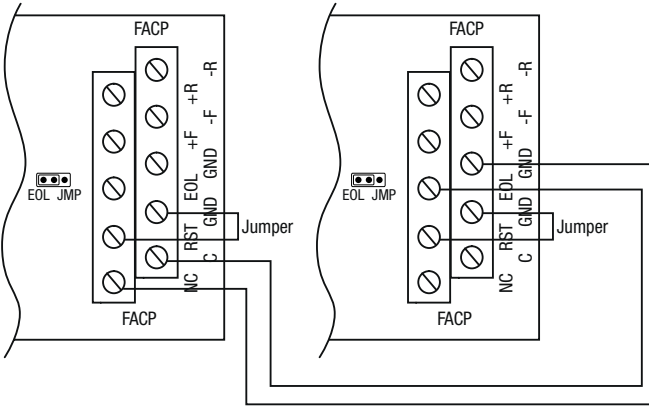 FACP
-R
+R
-F
+F
GND
EOL
GND
RST
C
NC
EOL JMP
Jumper
FACP
FACP
-R
+R
-F
+F
GND
EOL
GND
RST
C
NC
EOL JMP
Jumper
FACP